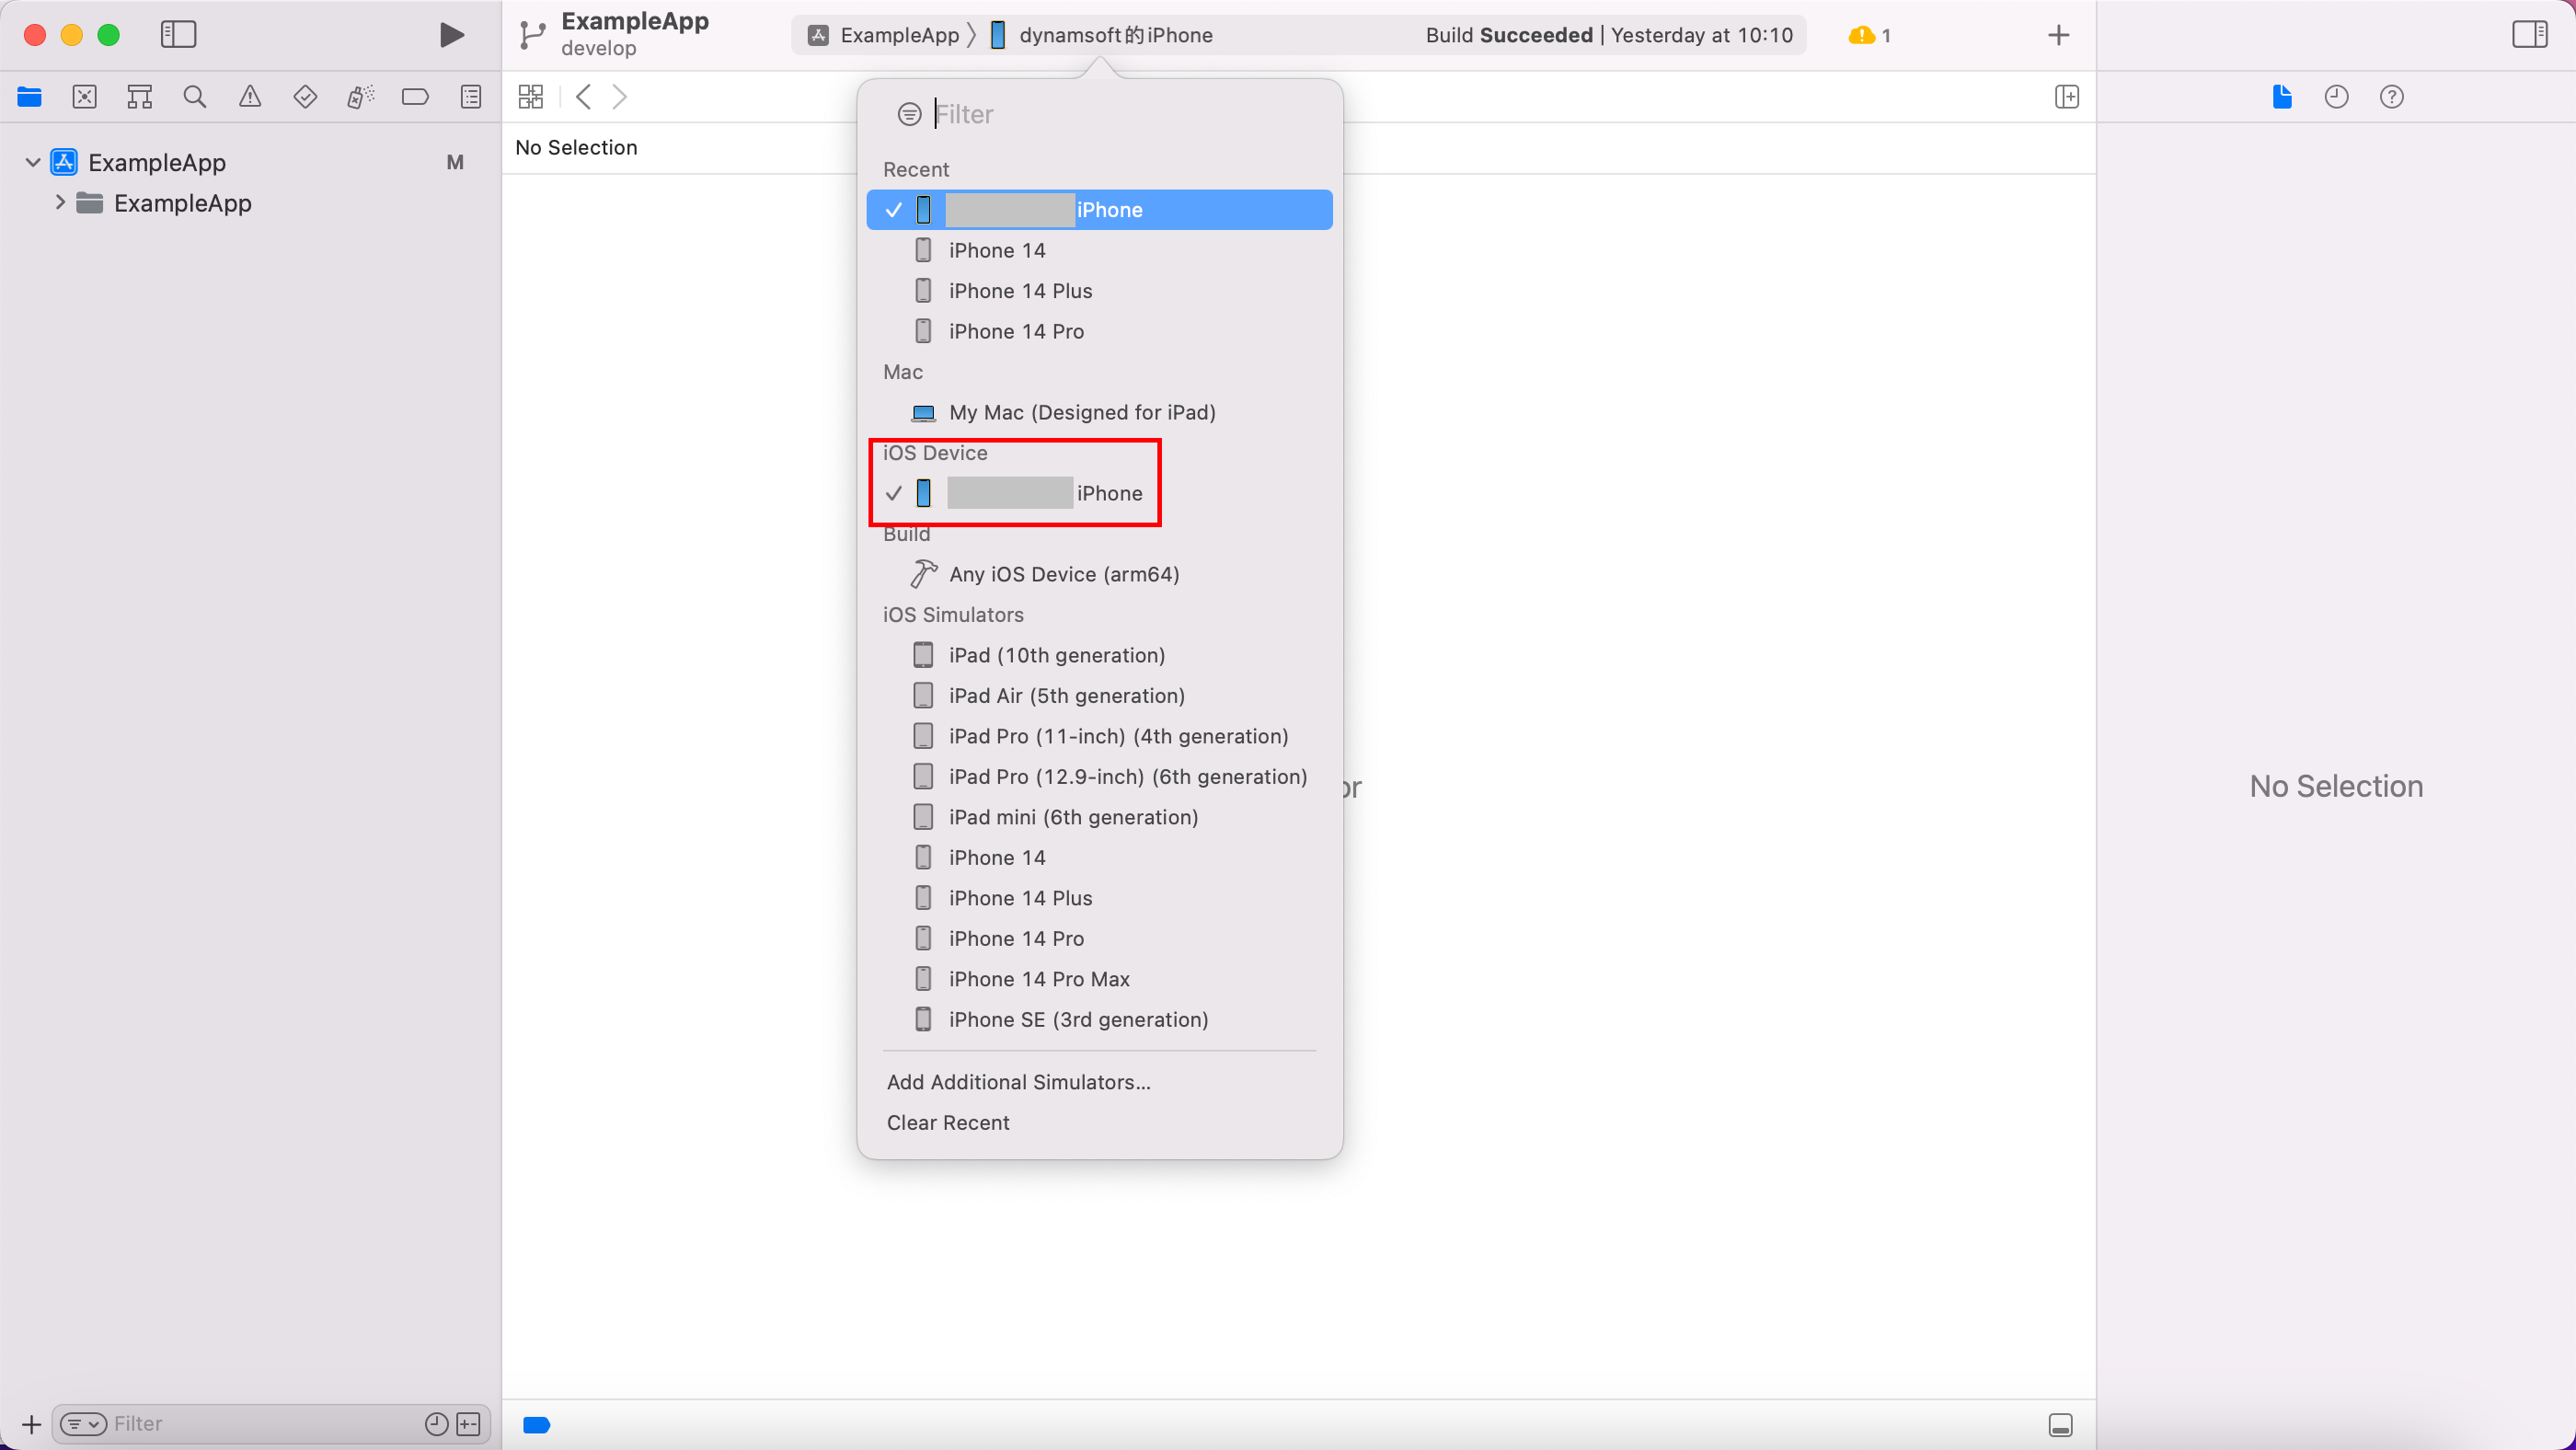 ExampleApp
develop
ExampleApp 〉 dynamsoft的iPhone
Build Succeeded | Yesterday at 10:10
1
No Selection
ExampleApp M
ExampleApp
Filter
Recent
iPhone
iPhone 14
iPhone 14 Plus
iPhone 14 Pro
Mac
My Mac (Designed for iPad)
iOS Device
iPhone
Build
Any iOS Device (arm64)
iOS Simulators
iPad (10th generation)
iPad Air (5th generation)
iPad Pro (11-inch) (4th generation)
iPad Pro (12.9-inch) (6th generation)
iPad mini (6th generation)
iPhone 14
iPhone 14 Plus
iPhone 14 Pro
iPhone 14 Pro Max
iPhone SE (3rd generation)
Add Additional Simulators...
Clear Recent
or
No Selection
Filter